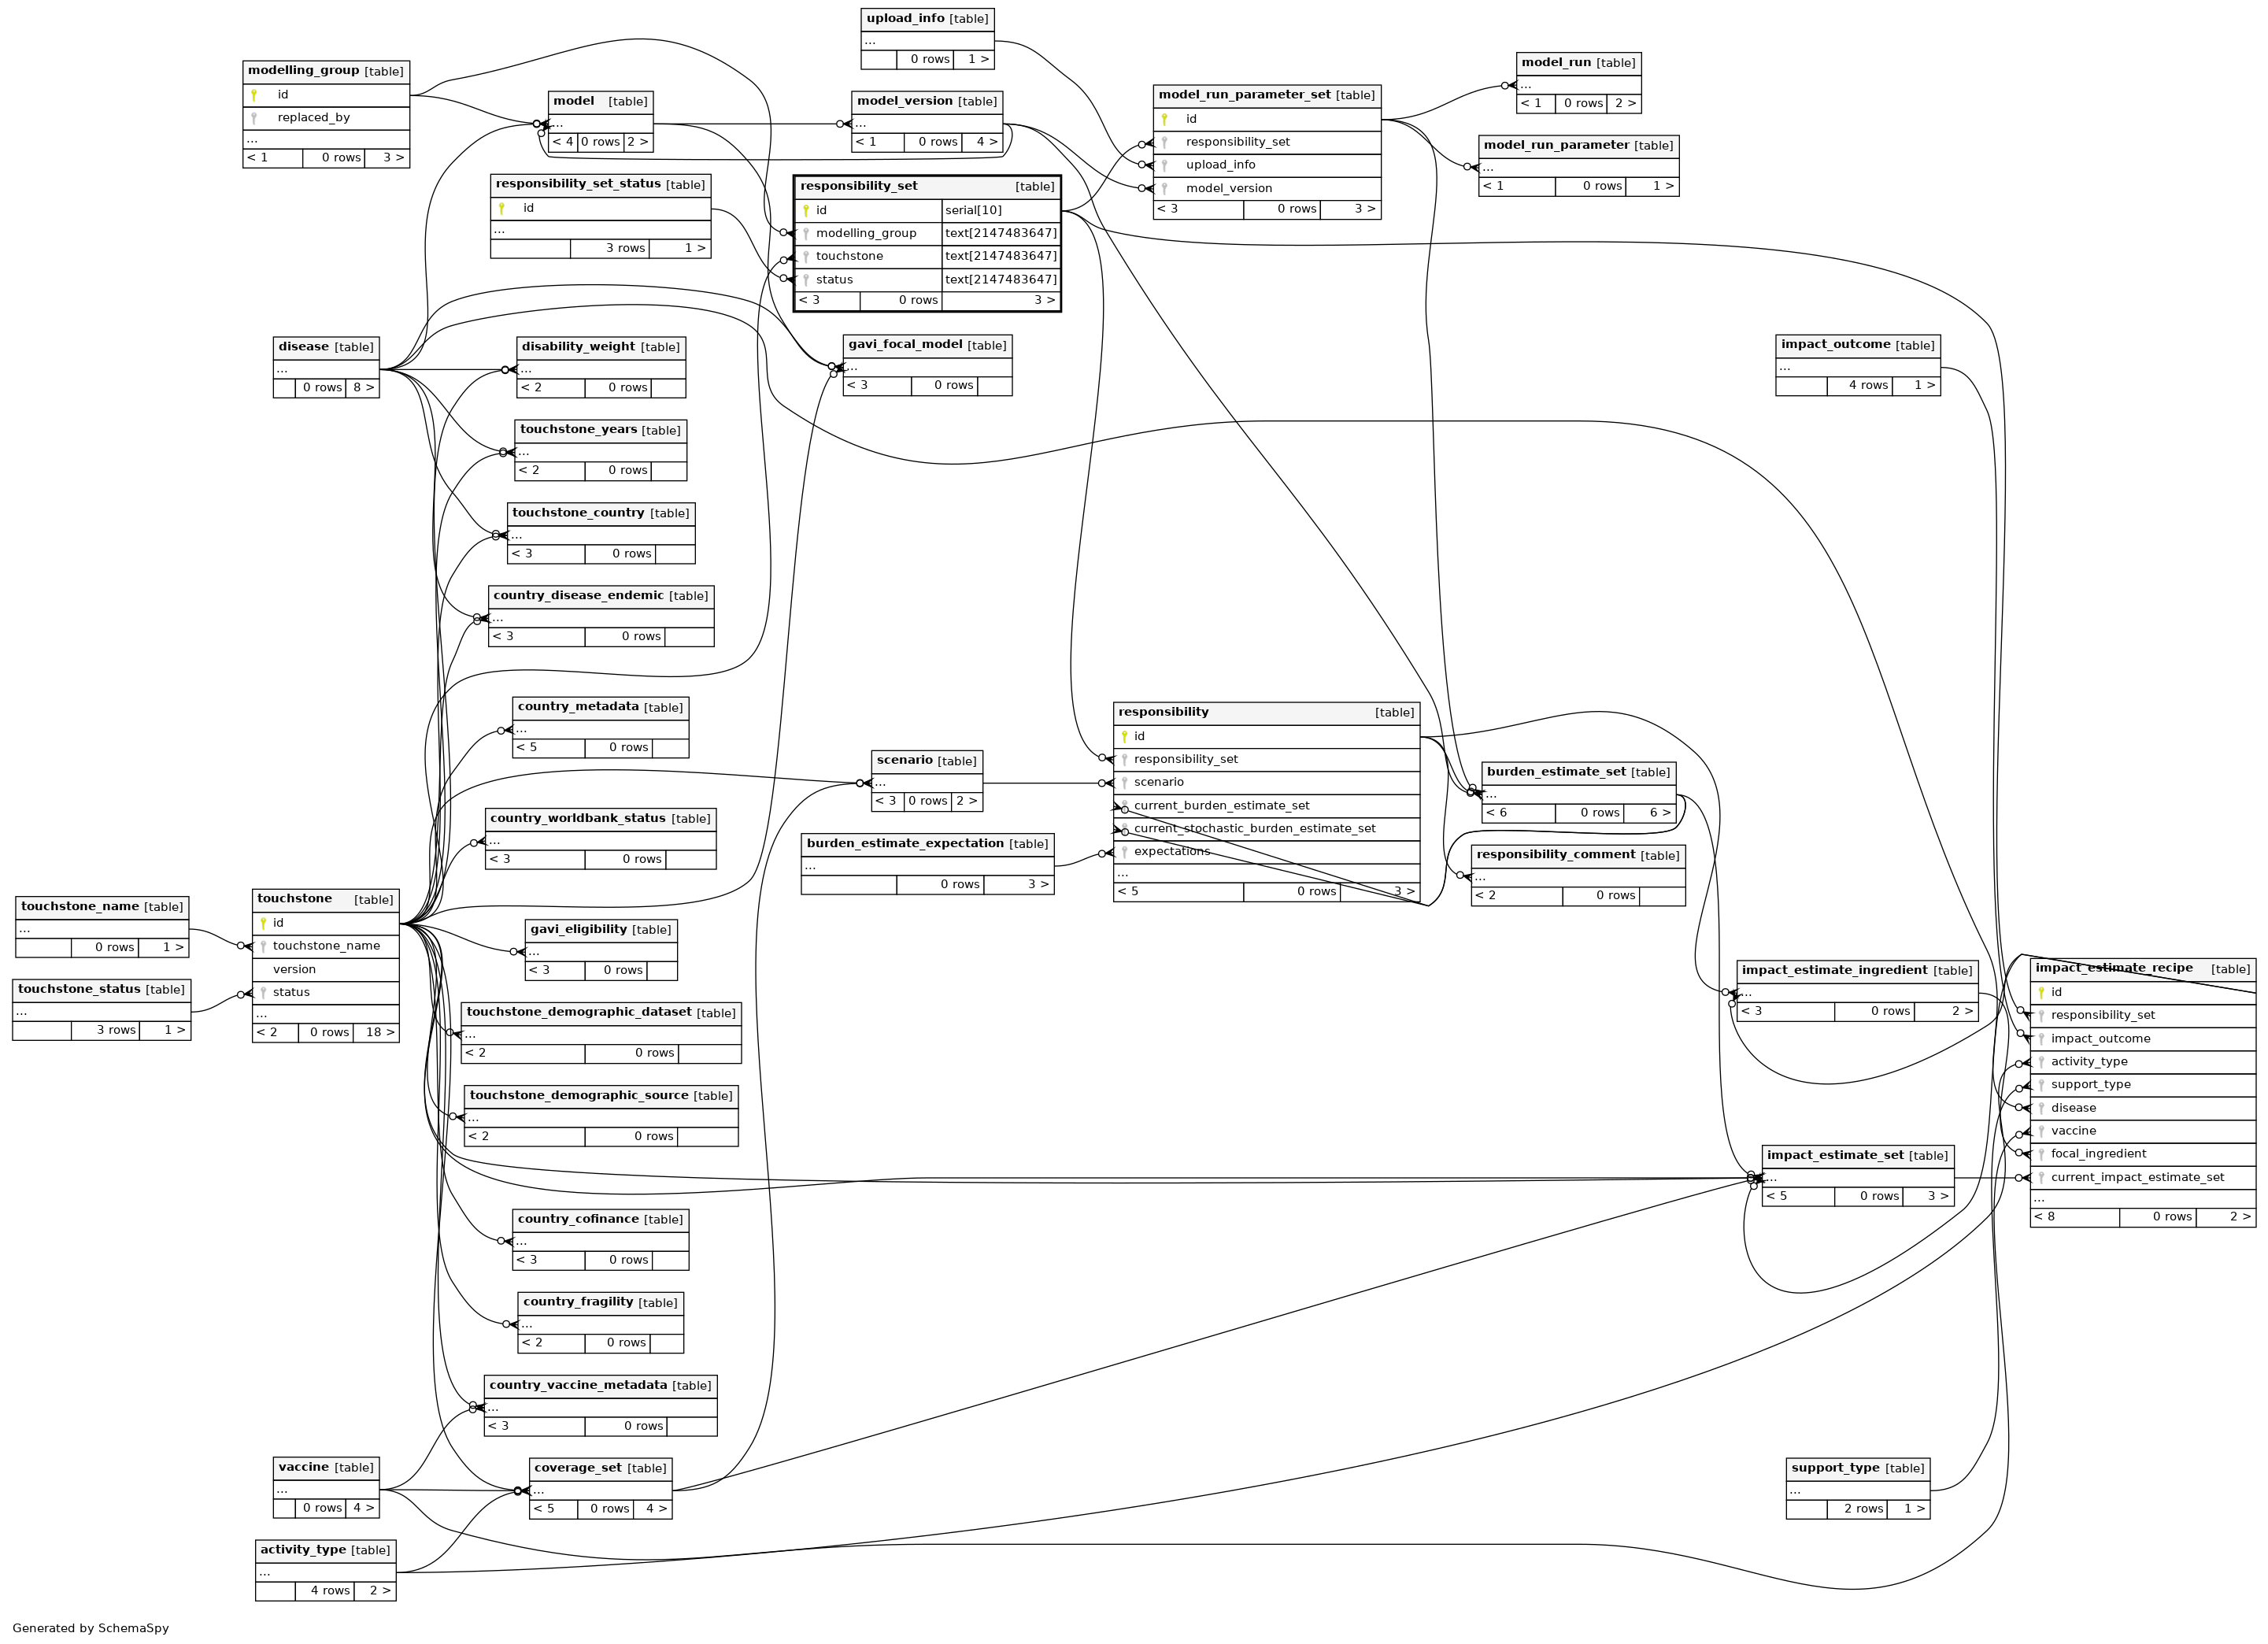 upload_info [table]
...
0 rows 1 >
modelling_group [table]
id
replaced_by
...
< 1 0 rows 3 >
model [table]
...
< 4 0 rows 2 >
model_version [table]
...
< 1 0 rows 4 >
model_run_parameter_set [table]
id
responsibility_set
upload_info
model_version
< 3 0 rows 3 >
model_run [table]
...
< 1 0 rows 2 >
model_run_parameter [table]
...
< 1 0 rows 1 >
responsibility_set_status [table]
id
...
3 rows 1 >
responsibility_set [table]
id serial[10]
modelling_group text[2147483647]
touchstone text[2147483647]
status text[2147483647]
< 3 0 rows 3 >
disease [table]
...
0 rows 8 >
disability_weight [table]
...
< 2 0 rows
gavi_focal_model [table]
...
< 3 0 rows
impact_outcome [table]
...
4 rows 1 >
touchstone_years [table]
...
< 2 0 rows
touchstone_country [table]
...
< 3 0 rows
country_disease_endemic [table]
...
< 3 0 rows
country_metadata [table]
...
< 5 0 rows
scenario [table]
...
< 3 0 rows 2 >
responsibility [table]
id
responsibility_set
scenario
current_burden_estimate_set
current_stochastic_burden_estimate_set
expectations
...
< 5 0 rows 3 >
burden_estimate_set [table]
...
< 6 0 rows 6 >
country_worldbank_status [table]
...
< 3 0 rows
burden_estimate_expectation [table]
...
0 rows 3 >
responsibility_comment [table]
...
< 2 0 rows
touchstone_name [table]
...
0 rows 1 >
touchstone_status [table]
...
3 rows 1 >
touchstone [table]
id
touchstone_name
version
status
...
< 2 0 rows 18 >
gavi_eligibility [table]
...
< 3 0 rows
touchstone_demographic_dataset [table]
...
< 2 0 rows
touchstone_demographic_source [table]
...
< 2 0 rows
impact_estimate_ingredient [table]
...
< 3 0 rows 2 >
impact_estimate_recipe [table]
id
responsibility_set
impact_outcome
activity_type
support_type
disease
vaccine
focal_ingredient
current_impact_estimate_set
...
< 8 0 rows 2 >
impact_estimate_set [table]
...
< 5 0 rows 3 >
country_cofinance [table]
...
< 3 0 rows
country_fragility [table]
...
< 2 0 rows
country_vaccine_metadata [table]
...
< 3 0 rows
vaccine [table]
...
0 rows 4 >
coverage_set [table]
...
< 5 0 rows 4 >
support_type [table]
...
2 rows 1 >
activity_type [table]
...
4 rows 2 >
Generated by SchemaSpy